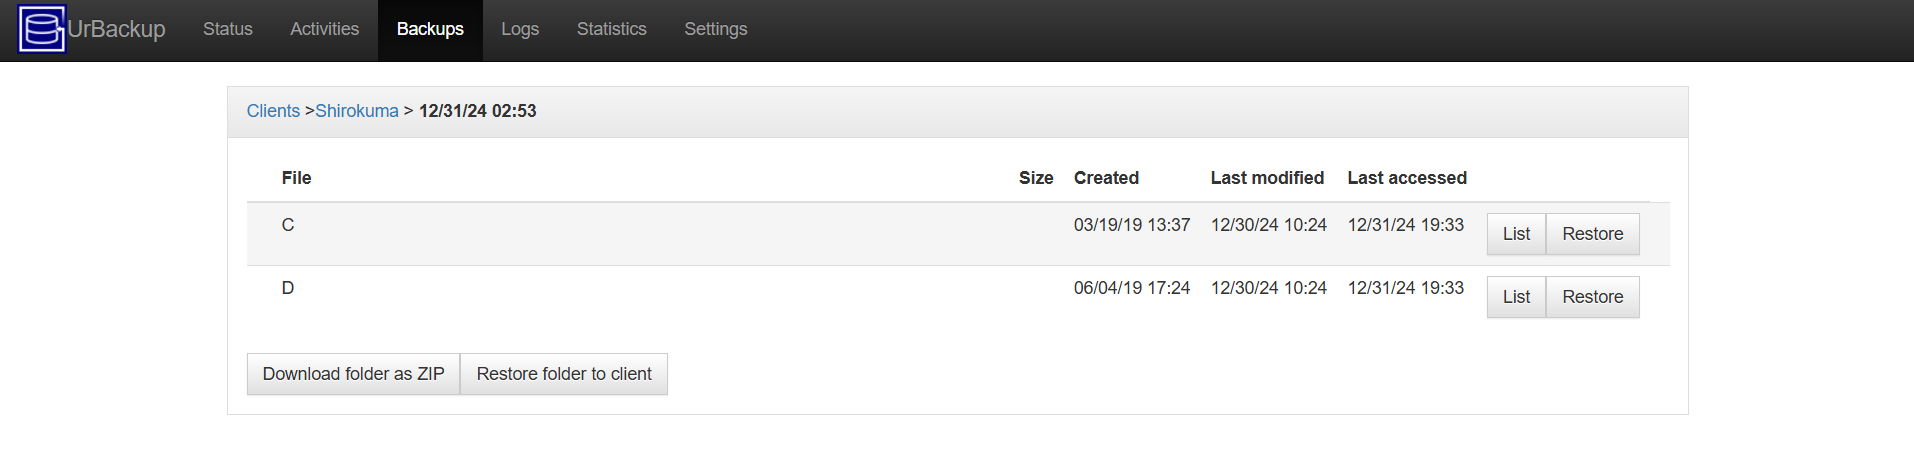 UrBackup Status Activities Backups Logs Statistics Settings
Clients >Shirokuma > 12/31/24 02:53
File Size Created Last modified Last accessed
C 03/19/19 13:37 12/30/24 10:24 12/31/24 19:33 List Restore
D 06/04/19 17:24 12/30/24 10:24 12/31/24 19:33 List Restore
Download folder as ZIP Restore folder to client